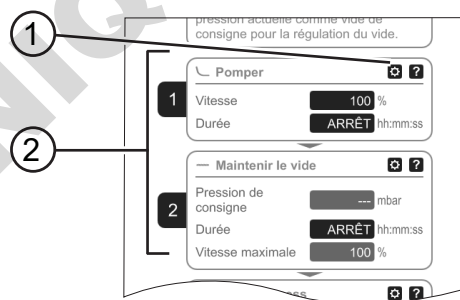 1
pression actuelle comme vide de
consigne pour la régulation du vide.
2
Pomper ?
1
Vitesse 100 %
Durée ARRÊT hh:mm:ss
— Maintenir le vide ?
2
Pression de
consigne --- mbar
Durée ARRÊT hh:mm:ss
Vitesse maximale 100 %
?